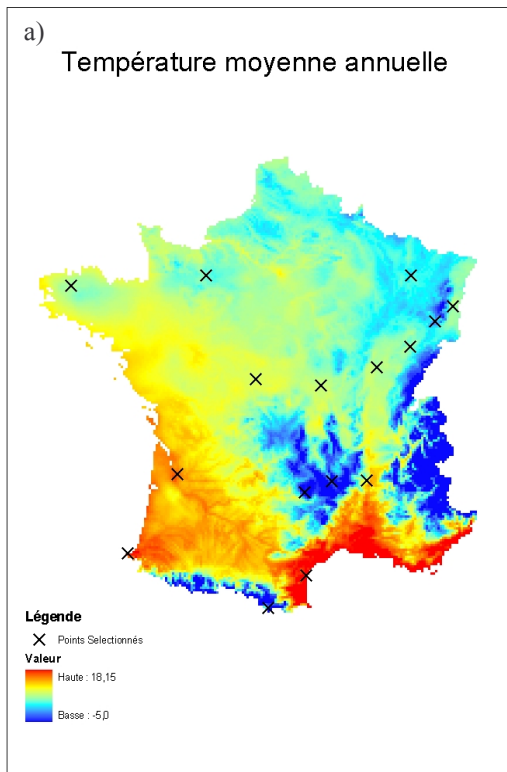 a)
Température moyenne annuelle
Légende
Points Selectionnés
Valeur
Haute : 18,15
Basse : -5,0